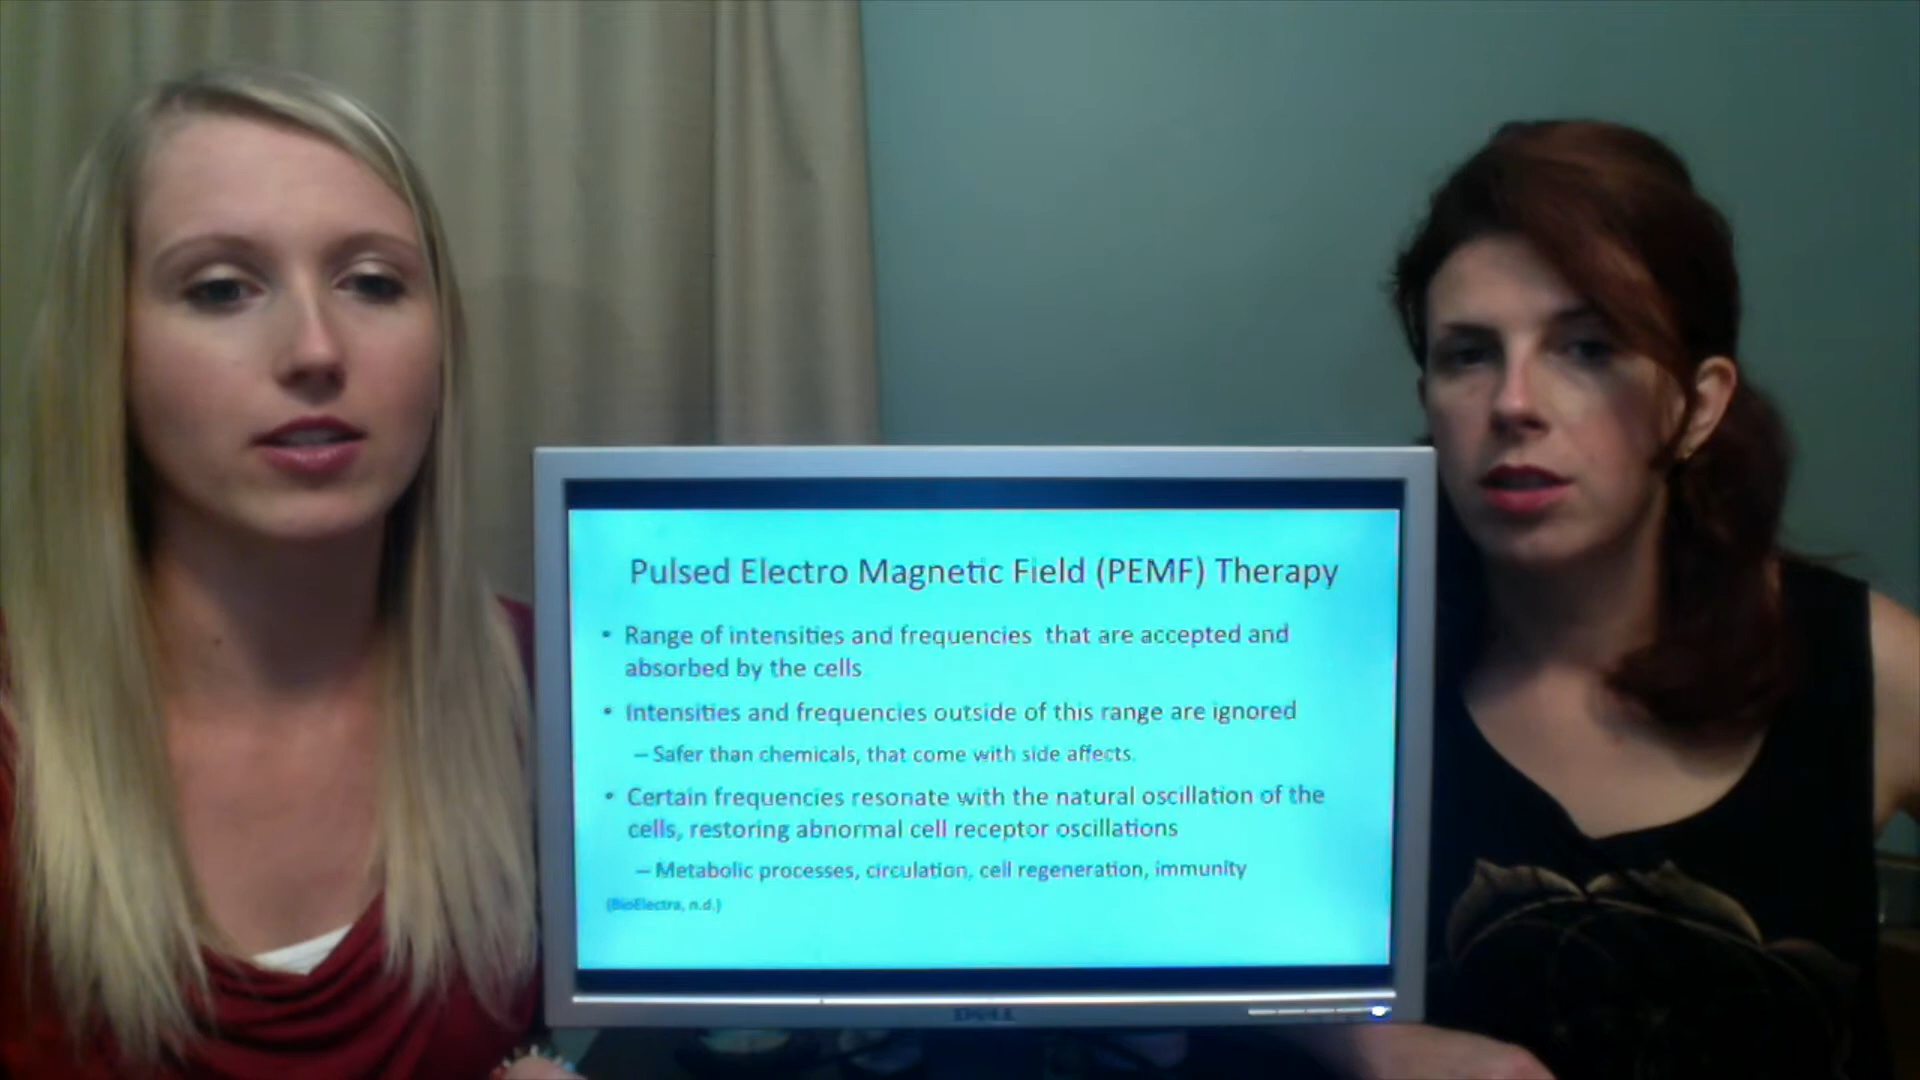 Pulsed Electro Magnetic Field (PEMF) Therapy
• Range of intensities and frequencies that are accepted and
absorbed by the cells
• Intensities and frequencies outside of this range are ignored
– Safer than chemicals, that come with side affects.
• Certain frequencies resonate with the natural oscillation of the
cells, restoring abnormal cell receptor oscillations
– Metabolic processes, circulation, cell regeneration, immunity
(BioElectra, n.d.)
DELL